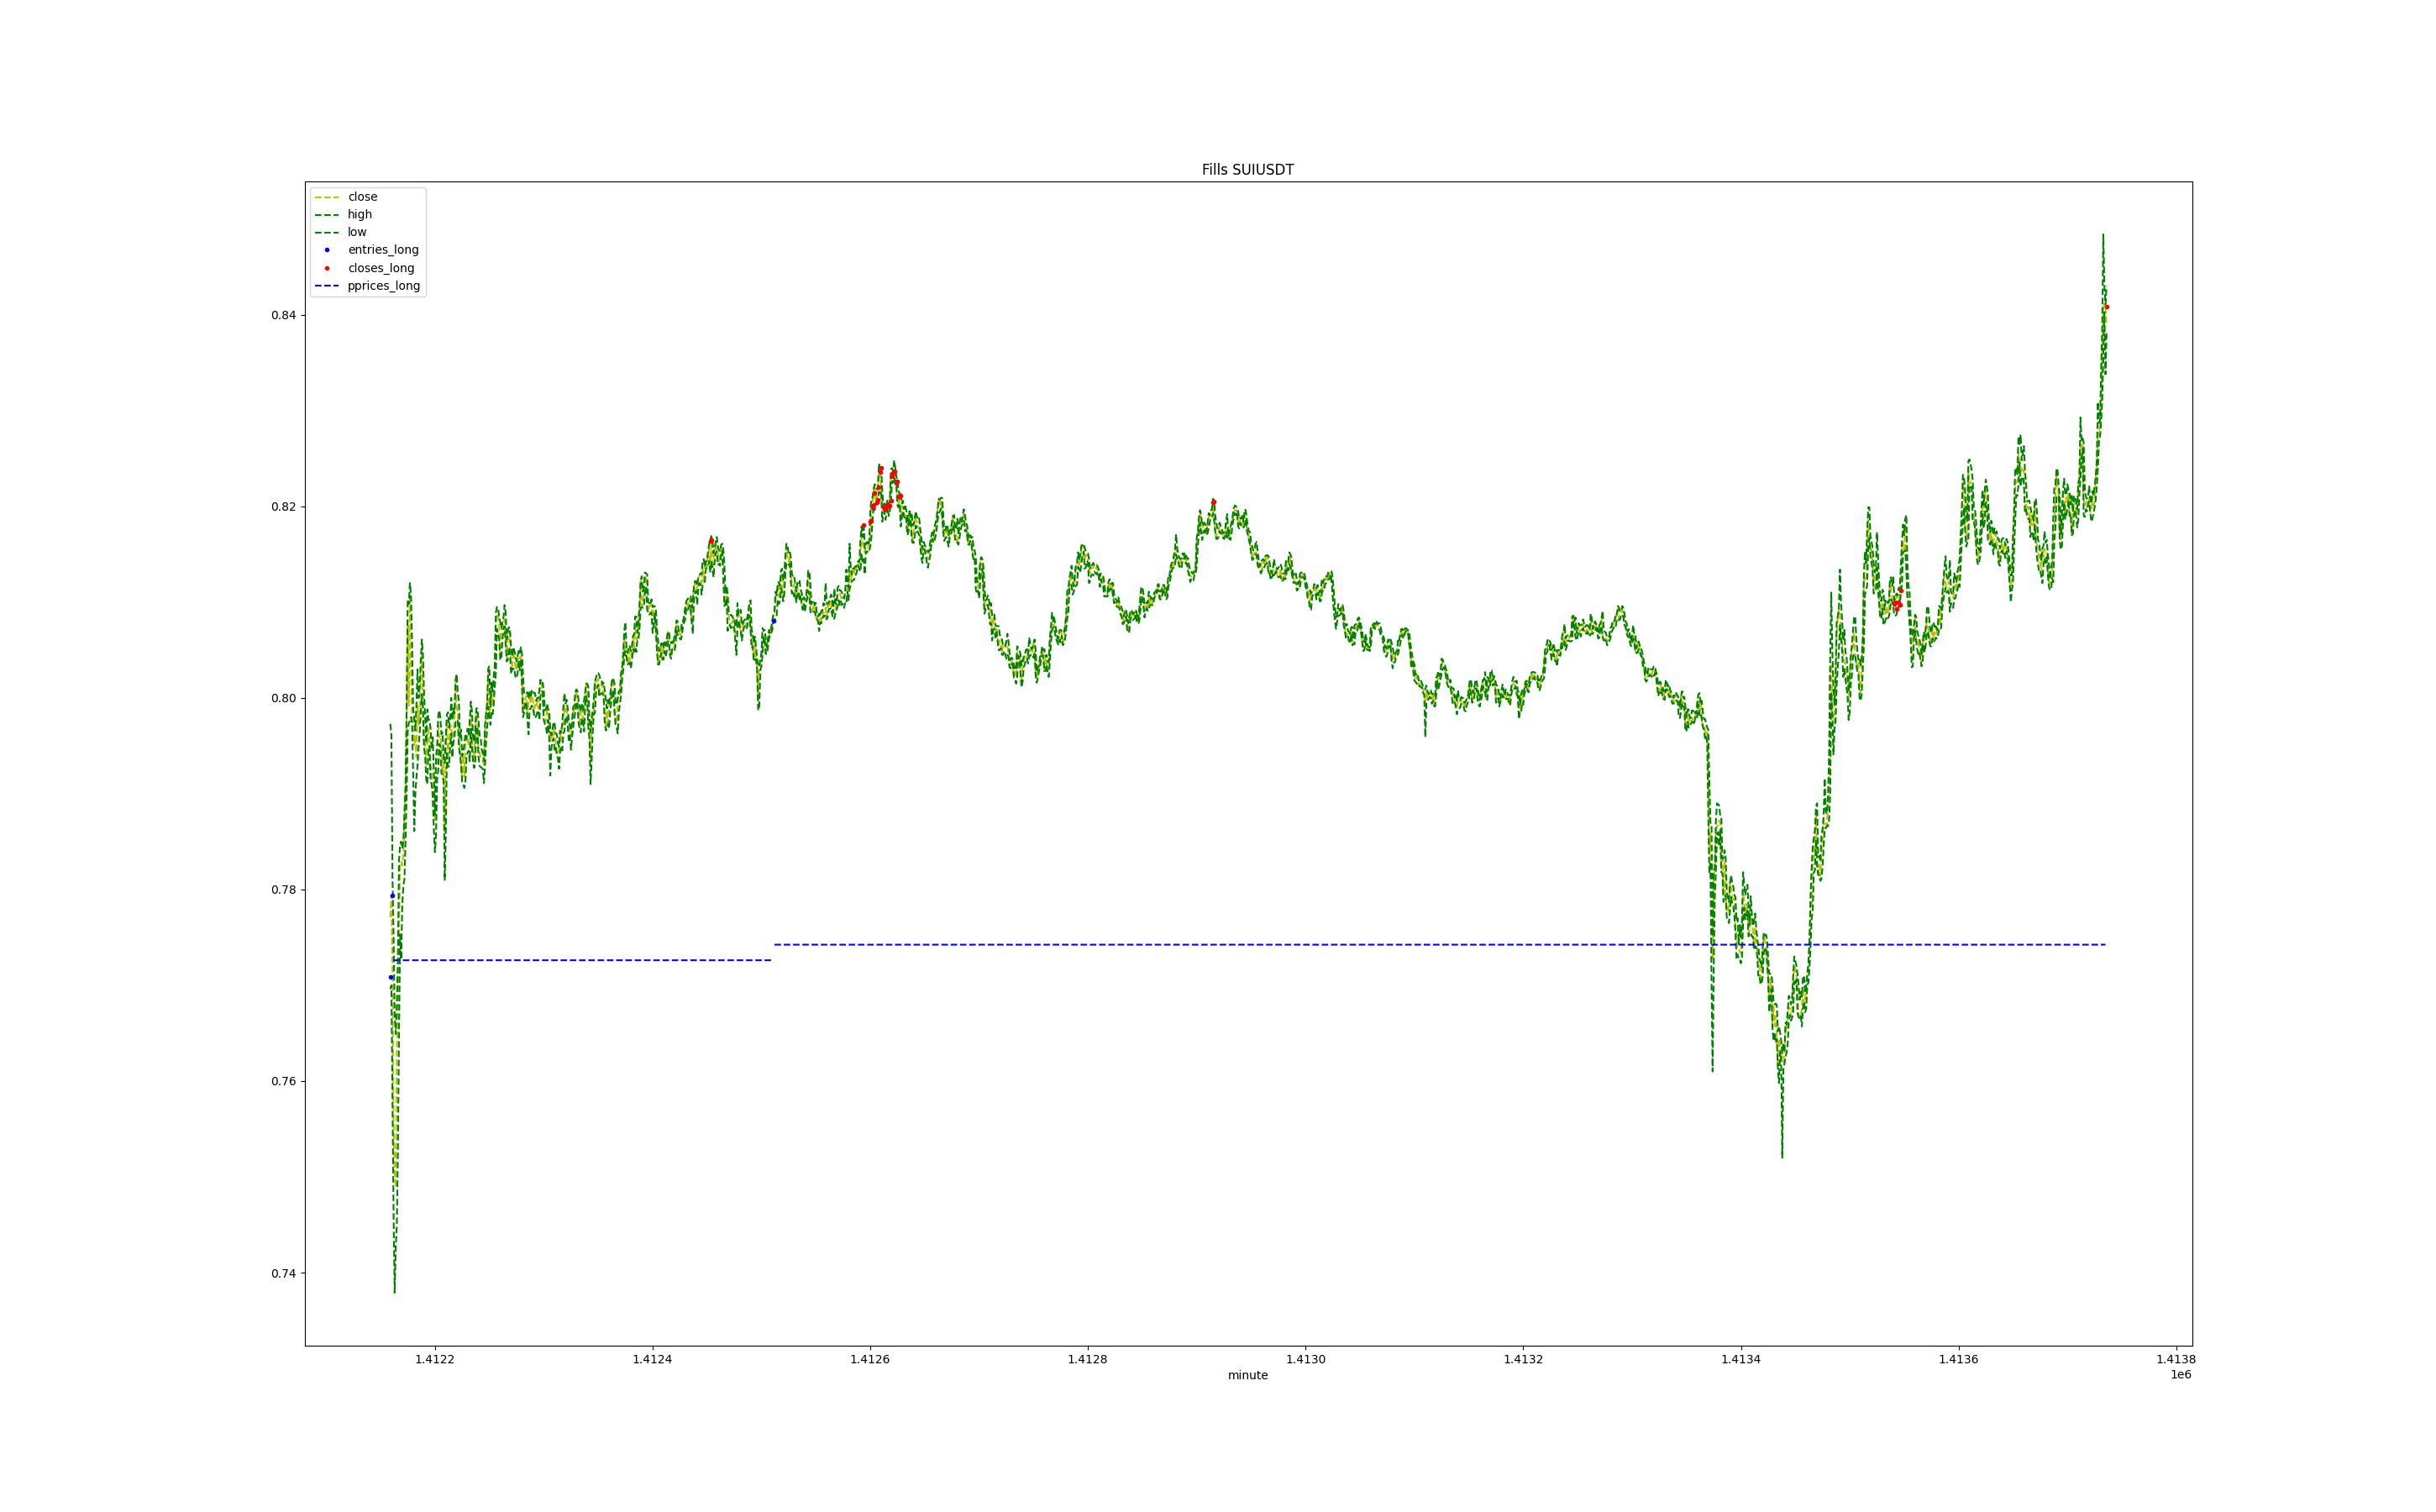 Fills SUIUSDT
close
high
low
entries_long
closes_long
pprices_long
0.84
0.82
0.80
0.78
0.76
0.74
1.4122 1.4124 1.4126 1.4128 1.4130 1.4132 1.4134 1.4136 1.4138
minute
1e6